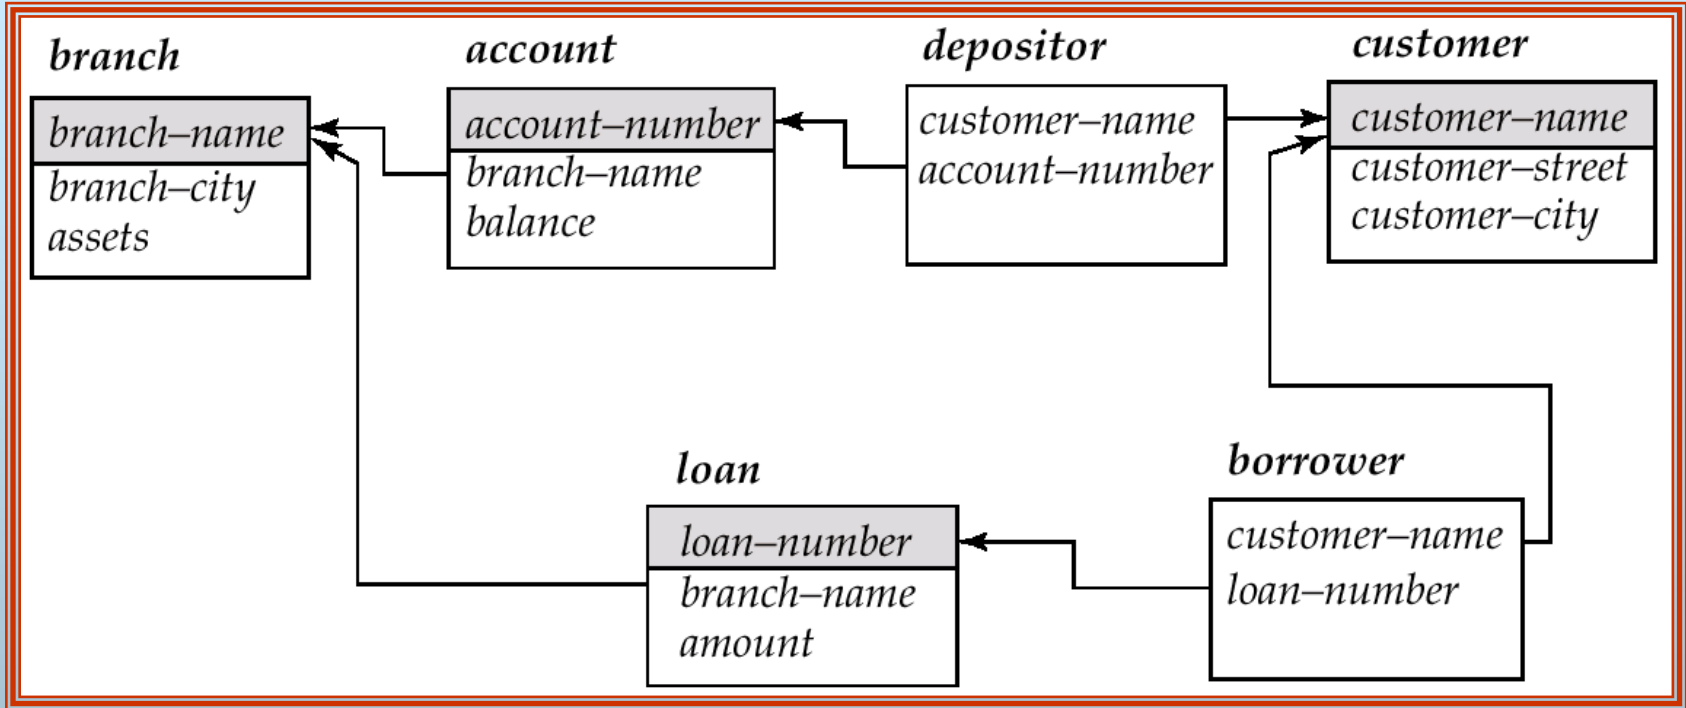 branch
branch–name
branch–city
assets
account
account–number
branch–name
balance
depositor
customer–name
account–number
customer
customer–name
customer–street
customer–city
loan
loan–number
branch–name
amount
borrower
customer–name
loan–number